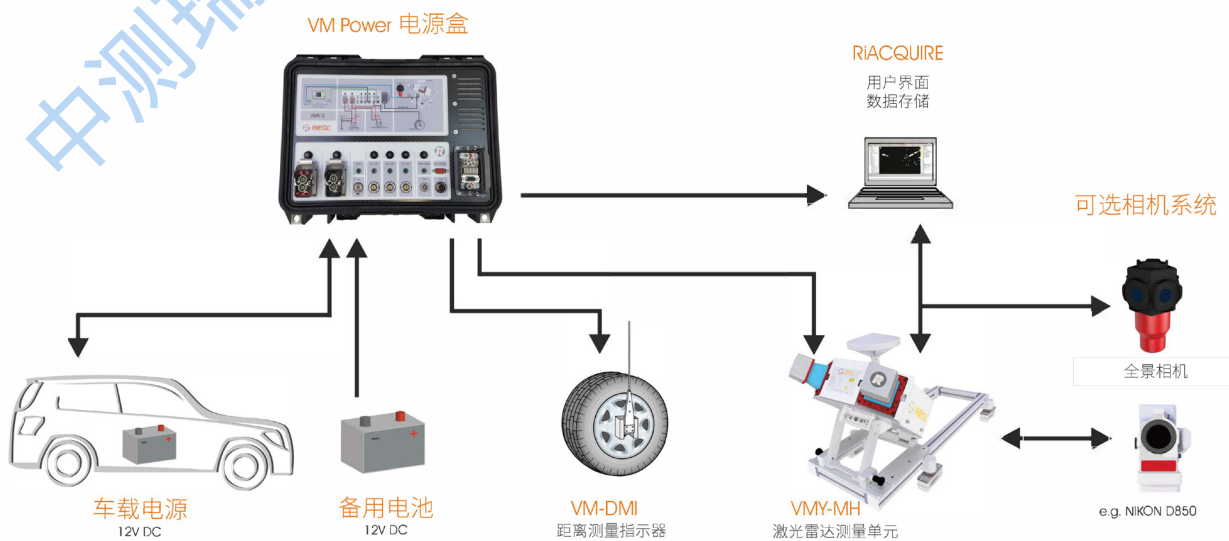 VM Power 电源盒
中测瑞
RiACQUIRE
用户界面
数据存储
VMY-2
RIEGL
可选相机系统
全景相机
车载电源
12V DC
备用电池
12V DC
VM-DMI
距离测量指示器
VMY-MH
激光雷达测量单元
e.g. NIKON D850